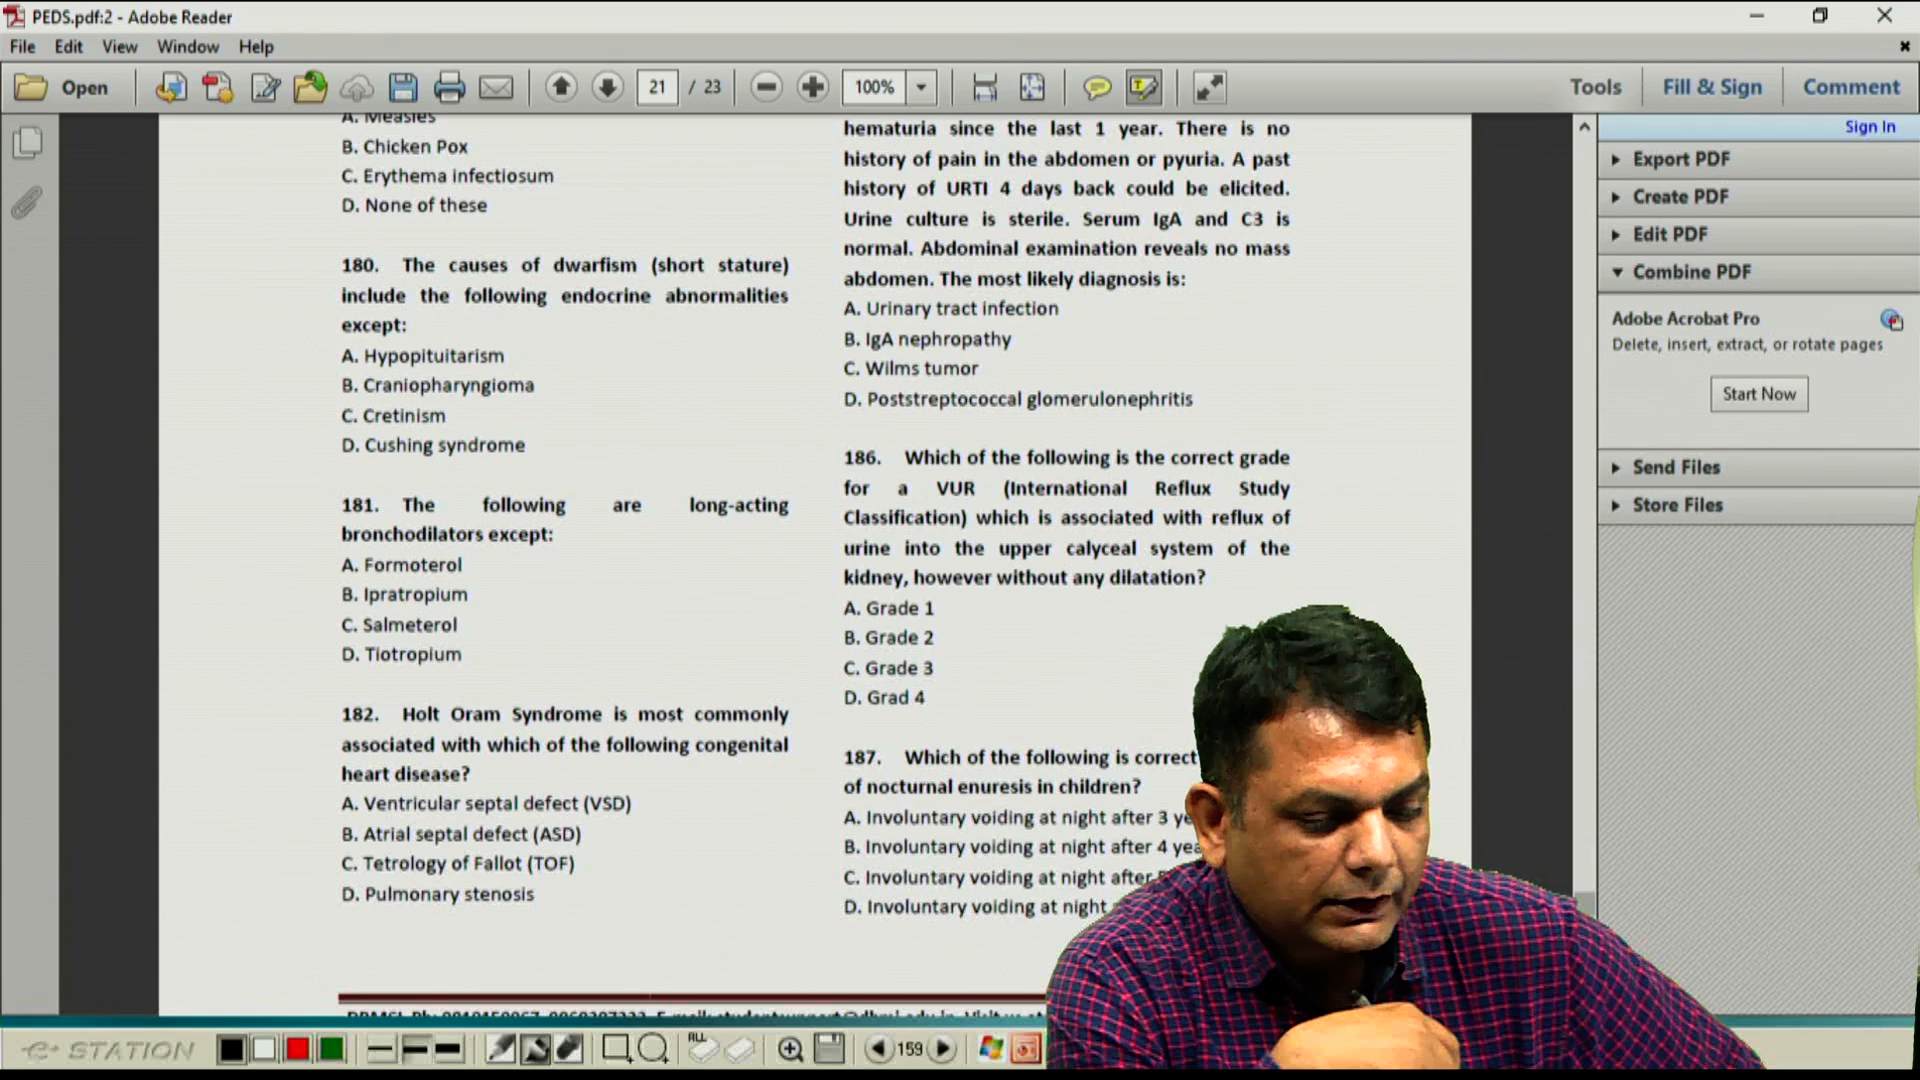 PEDS.pdf:2 - Adobe Reader
File Edit View Window Help
Open 21 / 23 100% Tools Fill & Sign Comment
Sign In
Export PDF
Create PDF
Edit PDF
Combine PDF
Adobe Acrobat Pro
Delete, insert, extract, or rotate pages
Start Now
Send Files
Store Files
A. Measles
B. Chicken Pox
C. Erythema infectiosum
D. None of these
180. The causes of dwarfism (short stature)
include the following endocrine abnormalities
except:
A. Hypopituitarism
B. Craniopharyngioma
C. Cretinism
D. Cushing syndrome
181. The following are long-acting
bronchodilators except:
A. Formoterol
B. Ipratropium
C. Salmeterol
D. Tiotropium
182. Holt Oram Syndrome is most commonly
associated with which of the following congenital
heart disease?
A. Ventricular septal defect (VSD)
B. Atrial septal defect (ASD)
C. Tetrology of Fallot (TOF)
D. Pulmonary stenosis
hematuria since the last 1 year. There is no
history of pain in the abdomen or pyuria. A past
history of URTI 4 days back could be elicited.
Urine culture is sterile. Serum IgA and C3 is
normal. Abdominal examination reveals no mass
abdomen. The most likely diagnosis is:
A. Urinary tract infection
B. IgA nephropathy
C. Wilms tumor
D. Poststreptococcal glomerulonephritis
186. Which of the following is the correct grade
for a VUR (International Reflux Study
Classification) which is associated with reflux of
urine into the upper calyceal system of the
kidney, however without any dilatation?
A. Grade 1
B. Grade 2
C. Grade 3
D. Grad 4
187. Which of the following is correct
of nocturnal enuresis in children?
A. Involuntary voiding at night after 3
B. Involuntary voiding at night after 4
C. Involuntary voiding at night after
D. Involuntary voiding at night
e-STATION
ALL
159